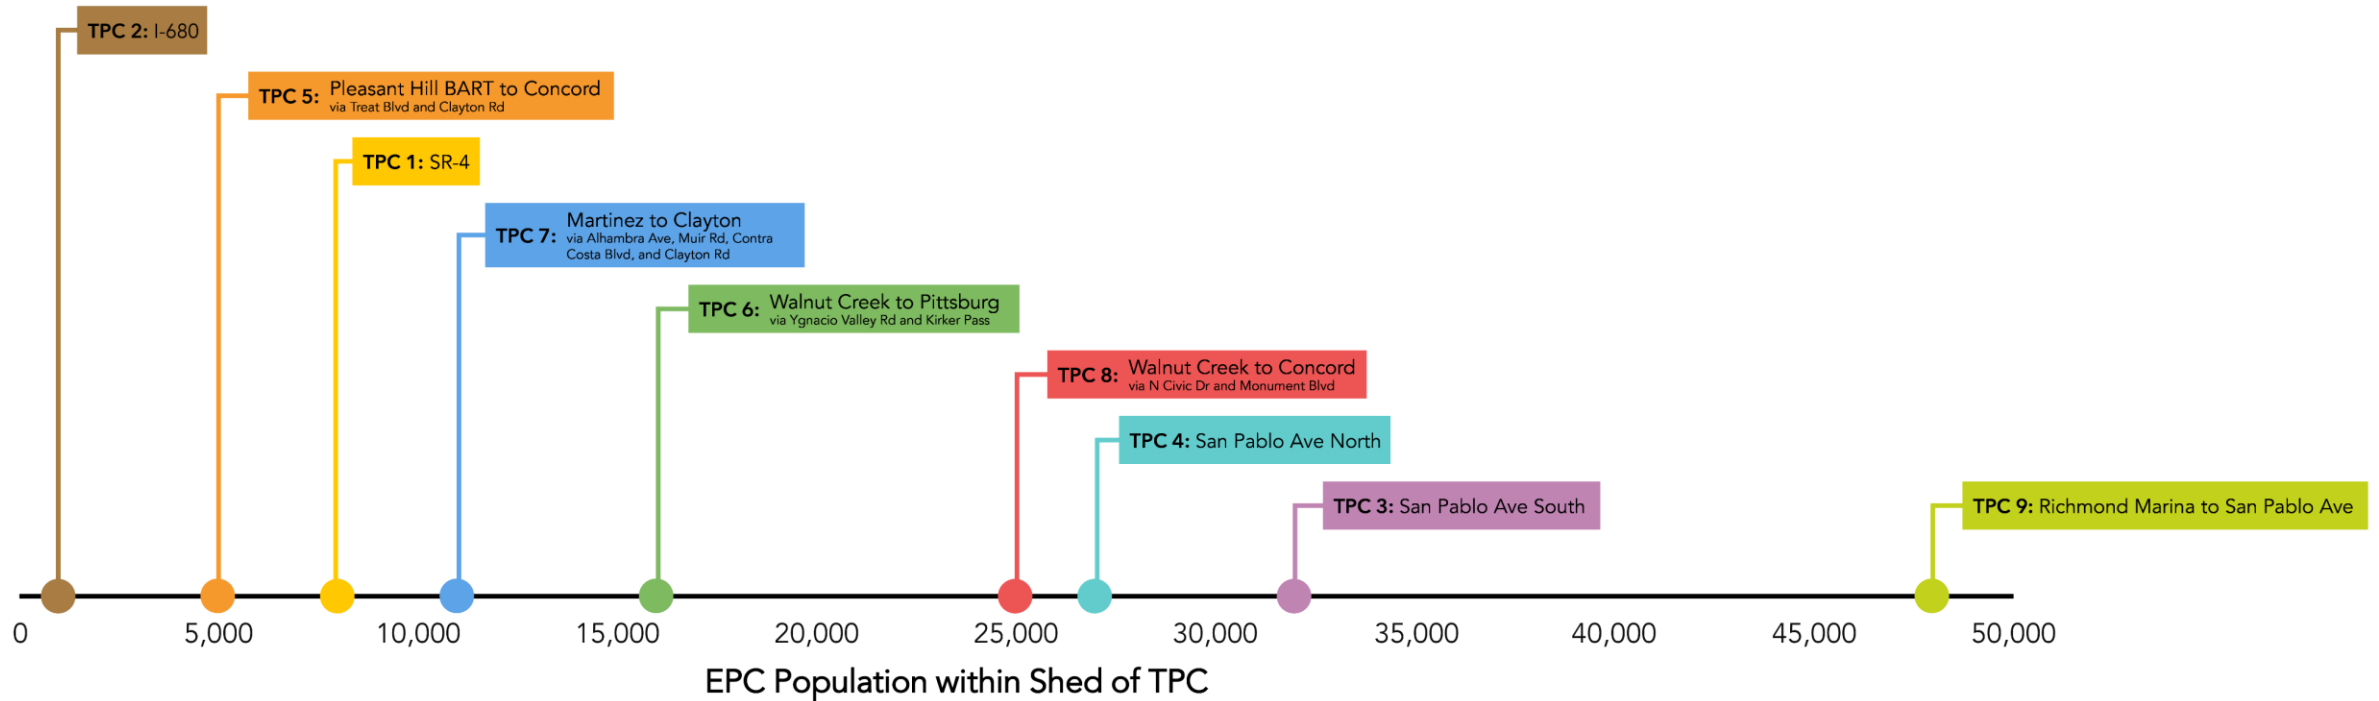 TPC 2: I-680
TPC 5: Pleasant Hill BART to Concord
via Treat Blvd and Clayton Rd
TPC 1: SR-4
TPC 7: Martinez to Clayton
via Alhambra Ave, Muir Rd, Contra
Costa Blvd, and Clayton Rd
TPC 6: Walnut Creek to Pittsburg
via Ygnacio Valley Rd and Kirker Pass
TPC 8: Walnut Creek to Concord
via N Civic Dr and Monument Blvd
TPC 4: San Pablo Ave North
TPC 3: San Pablo Ave South
TPC 9: Richmond Marina to San Pablo Ave
0 5,000 10,000 15,000 20,000 25,000 30,000 35,000 40,000 45,000 50,000
EPC Population within Shed of TPC